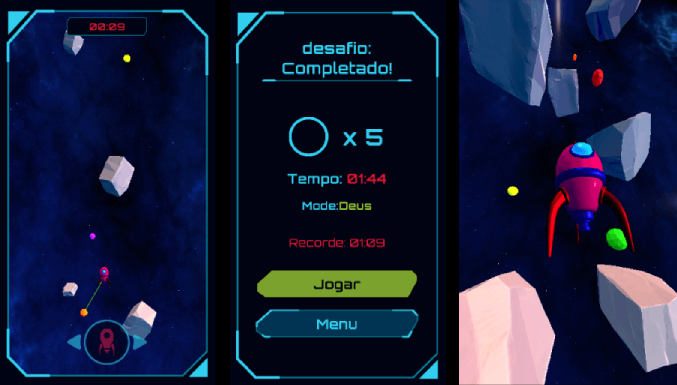 00:09
desafio:
Completado!
x 5
Tempo: 01:44
Mode:Deus
Recorde: 01:09
Jogar
Menu